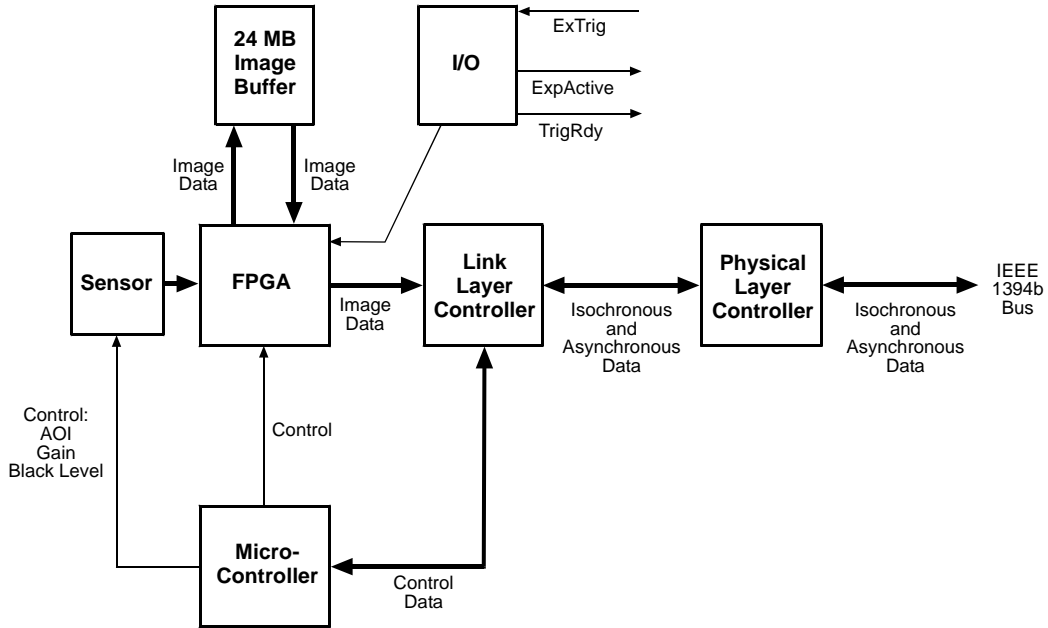 24 MB
Image
Buffer
I/O
ExTrig
ExpActive
TrigRdy
Image
Data
Image
Data
Sensor
FPGA
Image
Data
Link
Layer
Controller
Isochronous
and
Asynchronous
Data
Physical
Layer
Controller
Isochronous
and
Asynchronous
Data
IEEE
1394b
Bus
Control:
AOI
Gain
Black Level
Control
Micro-
Controller
Control
Data